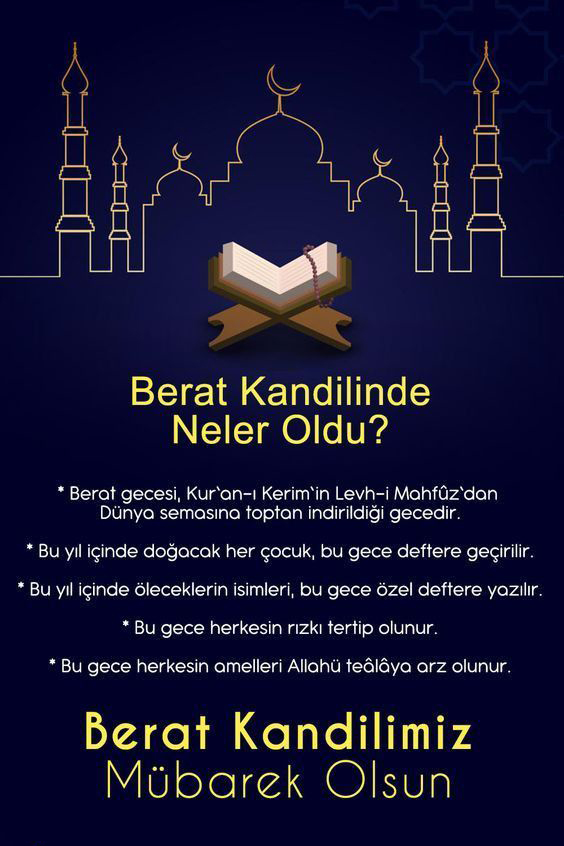 Berat Kandilinde
Neler Oldu?
* Berat gecesi, Kur`an-ı Kerim`in Levh-i Mahfûz`dan
Dünya semasına toptan indirildiği gecedir.
* Bu yıl içinde doğacak her çocuk, bu gece deftere geçirilir.
* Bu yıl içinde öleceklerin isimleri, bu gece özel deftere yazılır.
* Bu gece herkesin rızkı tertip olunur.
* Bu gece herkesin amelleri Allahü teâlâya arz olunur.
Berat Kandilimiz
Mübarek Olsun